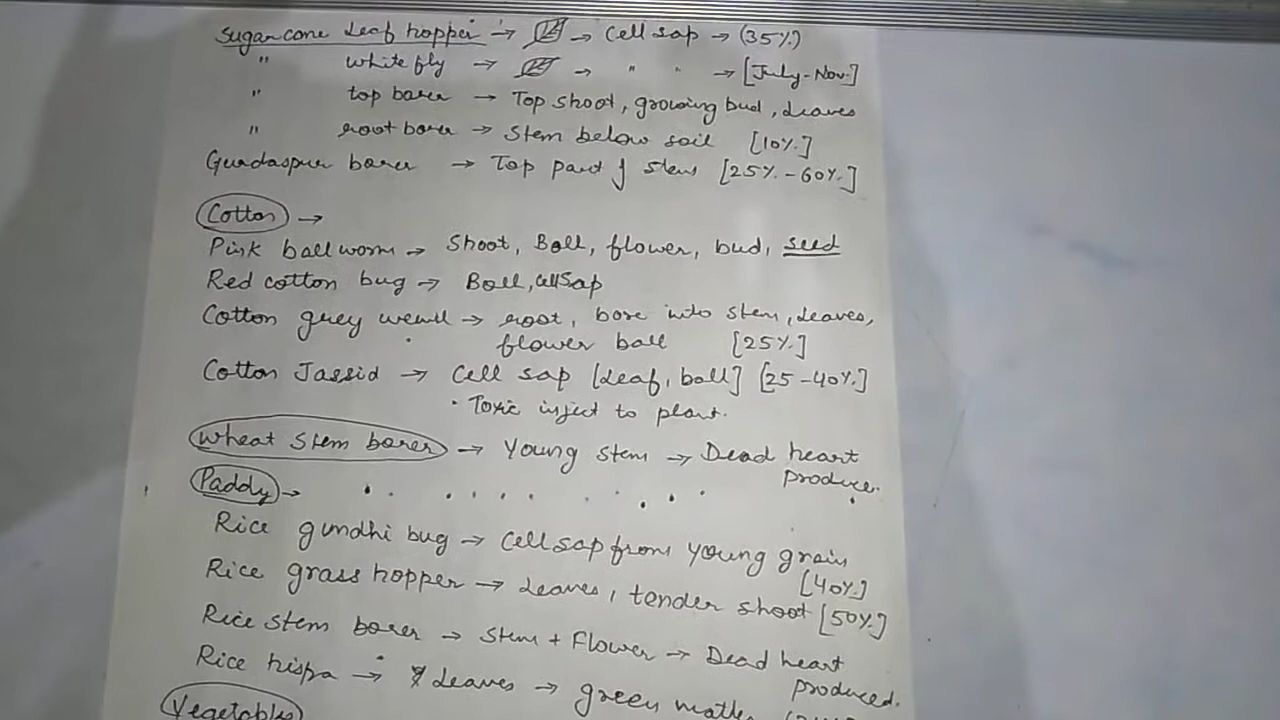 Sugarcane Leaf hopper → → Cell sap → (35%)
" white fly → → " " → [July-Nov.]
" top borer → Top shoot, growing bud, Leaves
" root borer → Stem below soil [10%]
Gurdaspur borer → Top part of stem [25% - 60%]
Cotton →
Pink ballworm → Shoot, Boll, flower, bud, seed
Red cotton bug → Boll, cell sap
Cotton grey → root, bore into stem, Leaves,
flower ball [25%]
Cotton Jassid → Cell sap [Leaf, ball] [25-40%]
• Toxic inject to plant.
Wheat Stem borer → Young stem → Dead heart
produce.
Paddy →
Rice gundhi bug → Cell sap from young grain
[40%]
Rice grass hopper → Leaves, tender shoot [50%]
Rice stem borer → Stem + Flower → Dead heart
produced.
Rice hispa → Leaves → green matter
Vegetables